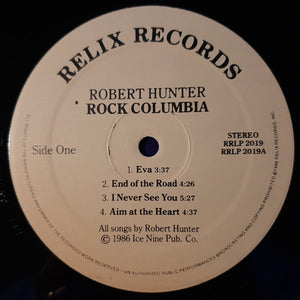 RELIX RECORDS
ROBERT HUNTER
ROCK COLUMBIA
Side One
STEREO
RRLP 2019
RRLP 2019A
1. Eva 3:37
2. End of the Road 4:26
3. I Never See You 5:27
4. Aim at the Heart 4:37
All songs by Robert Hunter
© 1986 Ice Nine Pub. Co.